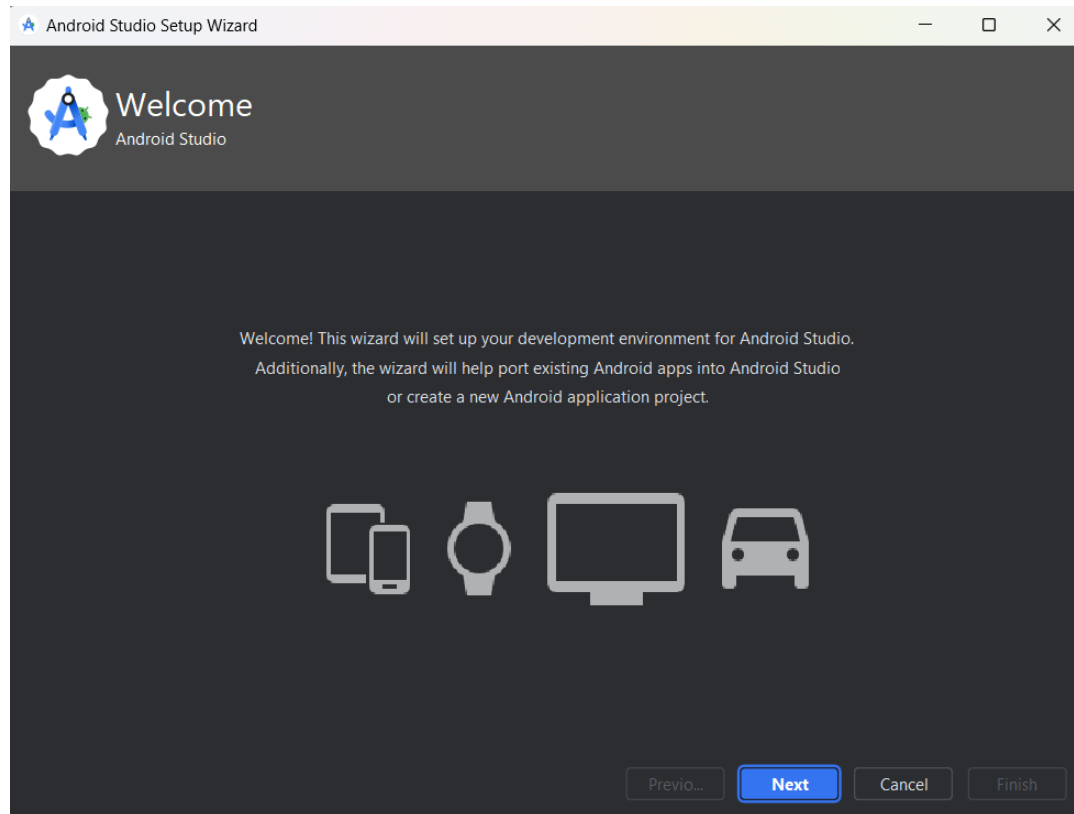 Android Studio Setup Wizard
Welcome
Android Studio
Welcome! This wizard will set up your development environment for Android Studio.
Additionally, the wizard will help port existing Android apps into Android Studio
or create a new Android application project.
Previo... Next Cancel Finish